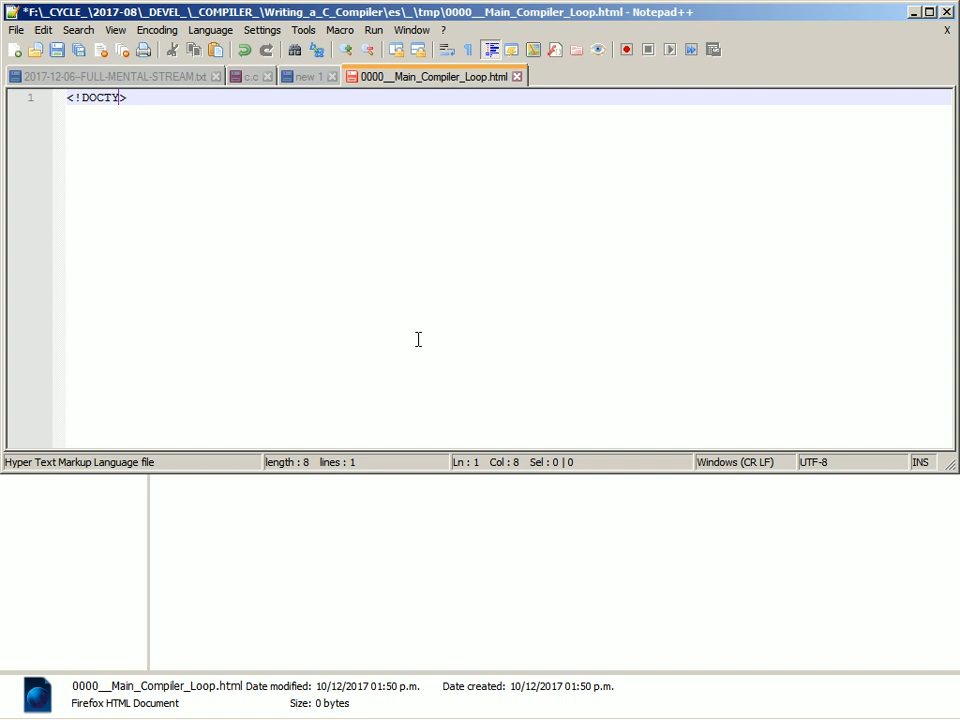 *F:\_CYCLE_\2017-08\_DEVEL_\_COMPILER_\Writing_a_C_Compiler\es\_\tmp\0000__Main_Compiler_Loop.html - Notepad++
File Edit Search View Encoding Language Settings Tools Macro Run Window ? X
2017-12-06--FULL-MENTAL-STREAM.txt c.c new 1 0000__Main_Compiler_Loop.html
1 <!DOCTY>
Hyper Text Markup Language file length : 8 lines : 1 Ln : 1 Col : 8 Sel : 0 | 0 Windows (CR LF) UTF-8 INS
0000__Main_Compiler_Loop.html Date modified: 10/12/2017 01:50 p.m. Date created: 10/12/2017 01:50 p.m.
Firefox HTML Document Size: 0 bytes